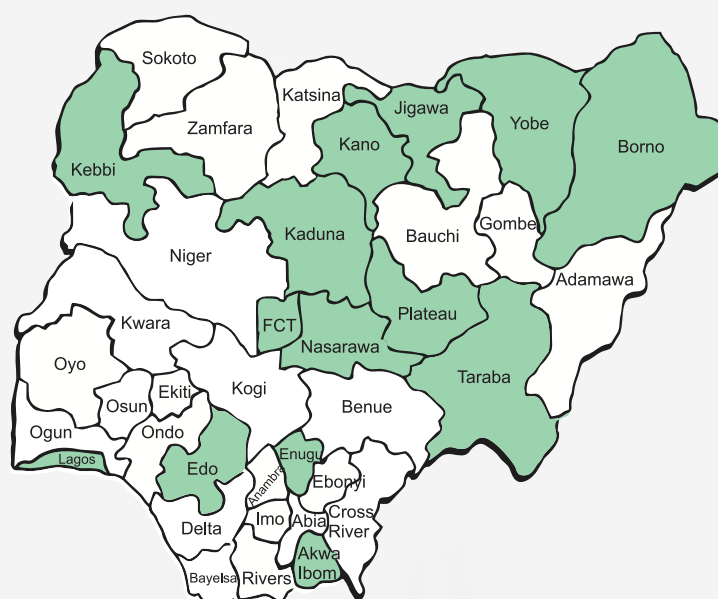 Sokoto
Katsina
Jigawa
Yobe
Zamfara
Kano
Borno
Kebbi
Kaduna
Bauchi
Gombe
Niger
Adamawa
Kwara
FCT
Plateau
Nasarawa
Oyo
Taraba
Ekiti
Kogi
Osun
Benue
Ogun
Ondo
Lagos
Edo
Enugu
Anambra
Ebonyi
Delta
Imo
Abia
Cross
River
Akwa
Ibom
Bayelsa
Rivers